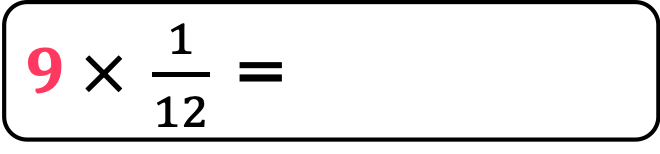 9 × 1/12 =